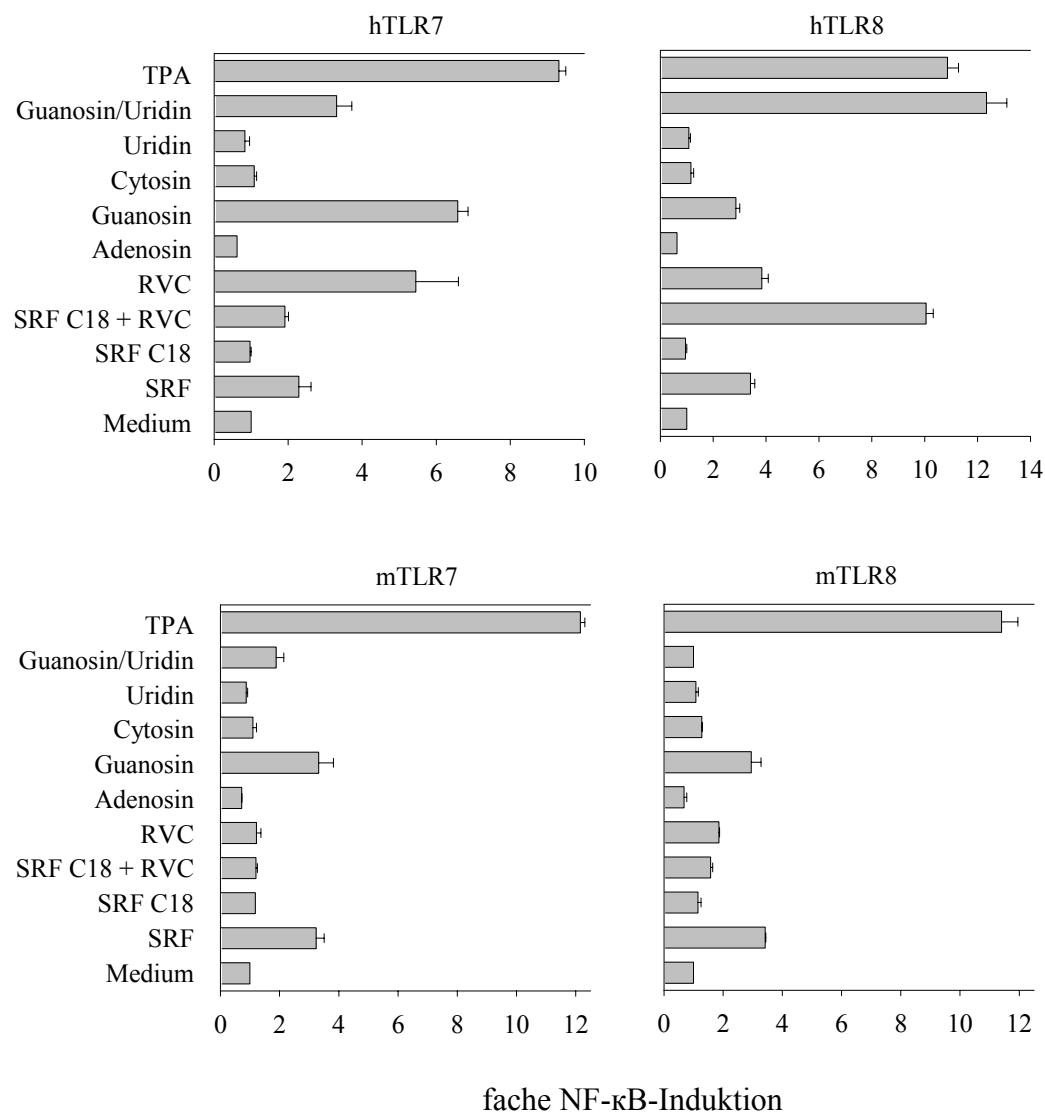 hTLR7
hTLR8
TPA
Guanosin/Uridin
Uridin
Cytosin
Guanosin
Adenosin
RVC
SRF C18 + RVC
SRF C18
SRF
Medium
0 2 4 6 8 10
0 2 4 6 8 10 12 14
mTLR7
mTLR8
TPA
Guanosin/Uridin
Uridin
Cytosin
Guanosin
Adenosin
RVC
SRF C18 + RVC
SRF C18
SRF
Medium
0 2 4 6 8 10 12
0 2 4 6 8 10 12
fache NF-κB-Induktion